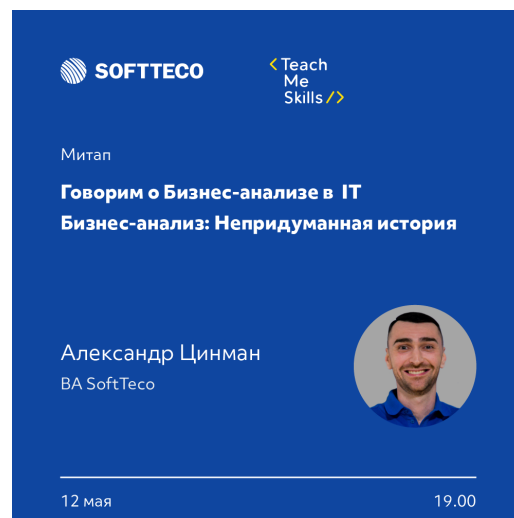 SOFTTECO
<Teach
Me
Skills/>
Митап
Говорим о Бизнес-анализе в IT
Бизнес-анализ: Непридуманная история
Александр Цинман
BA SoftTeco
12 мая
19.00